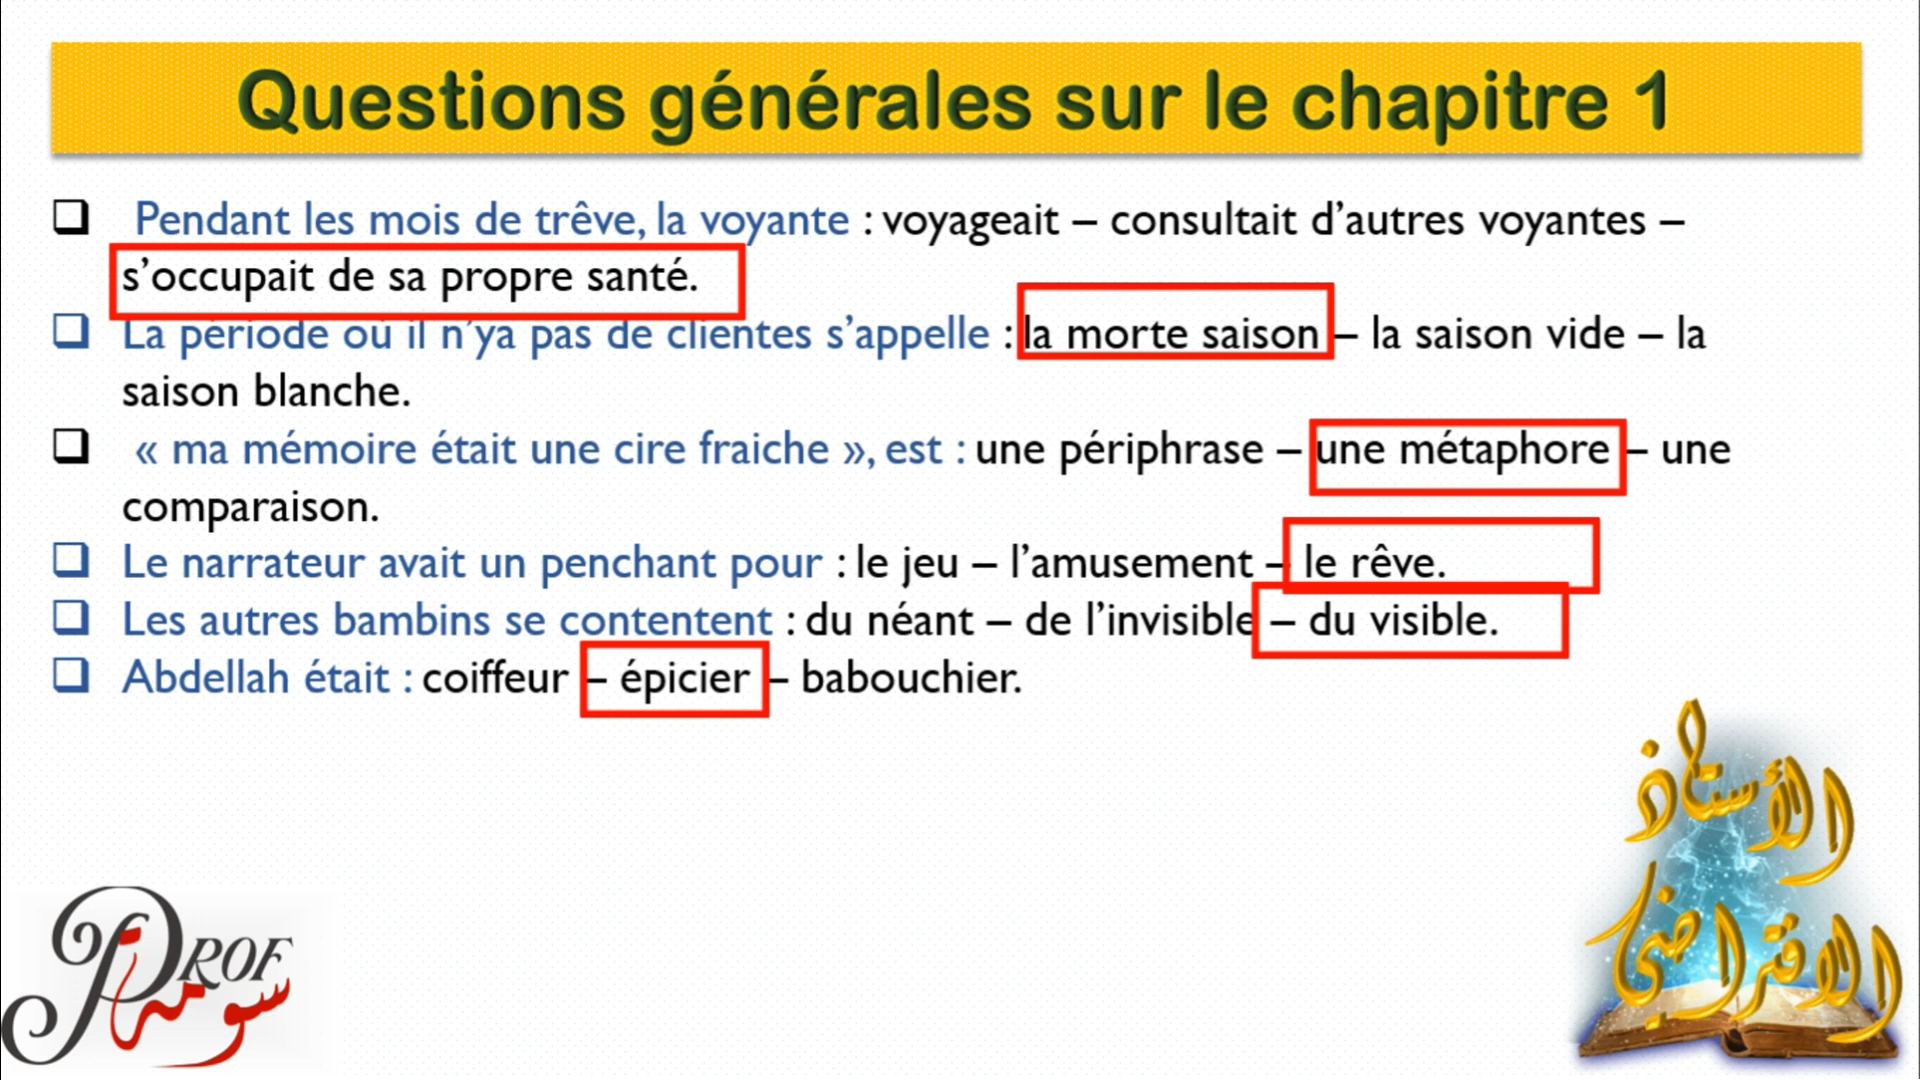 Questions générales sur le chapitre 1
❑ Pendant les mois de trêve, la voyante : voyageait – consultait d’autres voyantes –
s’occupait de sa propre santé.
❑ La période où il n’ya pas de clientes s’appelle : la morte saison – la saison vide – la
saison blanche.
❑ « ma mémoire était une cire fraiche », est : une périphrase – une métaphore – une
comparaison.
❑ Le narrateur avait un penchant pour : le jeu – l’amusement – le rêve.
❑ Les autres bambins se contentent : du néant – de l’invisible – du visible.
❑ Abdellah était : coiffeur – épicier – babouchier.
الأستاذ
الافتراضي
PROF
سومية